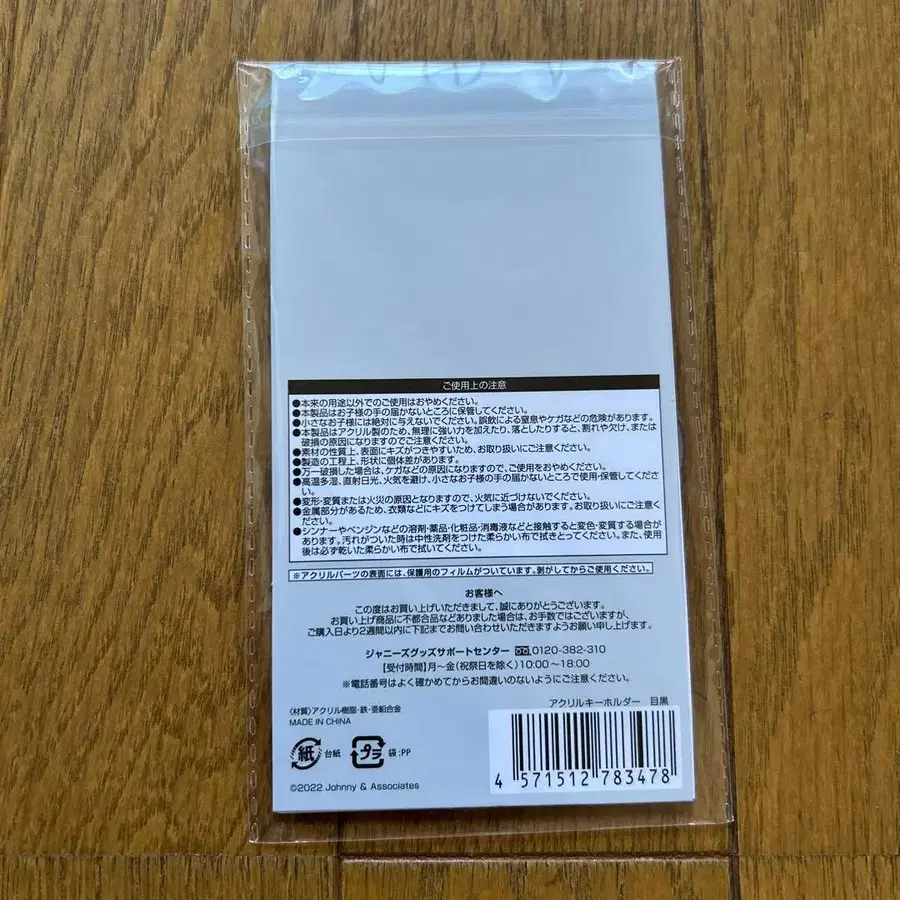 ご使用上の注意
●本来の用途以外でのご使用はおやめください。
●本製品はお子様の手の届かないところに保管してください。
●小さなお子様には絶対に与えないでください。誤飲による窒息やケガなどの危険があります。
●本製品はアクリル製のため、無理に強い力を加えたり、落としたりすると、割れや欠け、または
破損の原因になりますのでご注意ください。
●素材の性質上、表面にキズがつきやすいため、お取り扱いにご注意ください。
●製造の工程上、形状に個体差があります。
●万一破損した場合は、ケガなどの原因になりますので、ご使用をおやめください。
●高温多湿、直射日光、火気を避け、小さなお子様の手の届かないところで使用・保管してくださ
い。
●変形・変質または火災の原因となりますので、火気に近づけないでください。
●金属部分があるため、衣類などにキズをつけてしまう場合があります。お取り扱いにご注意くだ
さい。
●シンナーやベンジンなどの溶剤・薬品・化粧品・消毒液などと接触すると変色・変質する場合が
あります。汚れがついた時は中性洗剤をつけた柔らかい布で拭きとってください。また、使用
後は必ず乾いた柔らかい布で拭いてください。
※アクリルパーツの表面には、保護用のフィルムがついています。剥がしてからご使用ください。
お客様へ
この度はお買い上げいただきまして、誠にありがとうございます。
お買い上げ商品に不都合品などありました場合は、お手数ではございますが、
ご購入日より2週間以内に下記までお問い合わせいただきますようお願い申し上げます。
ジャニーズグッズサポートセンター 0120-382-310
【受付時間】月〜金(祝祭日を除く)10:00〜18:00
※電話番号はよく確かめてからお間違いのないようにご注意ください。
アクリルキーホルダー 目黒
〈材質〉アクリル樹脂・鉄・亜鉛合金
MADE IN CHINA
紙 台紙 プラ 袋:PP
4 571512 783478
©2022 Johnny & Associates